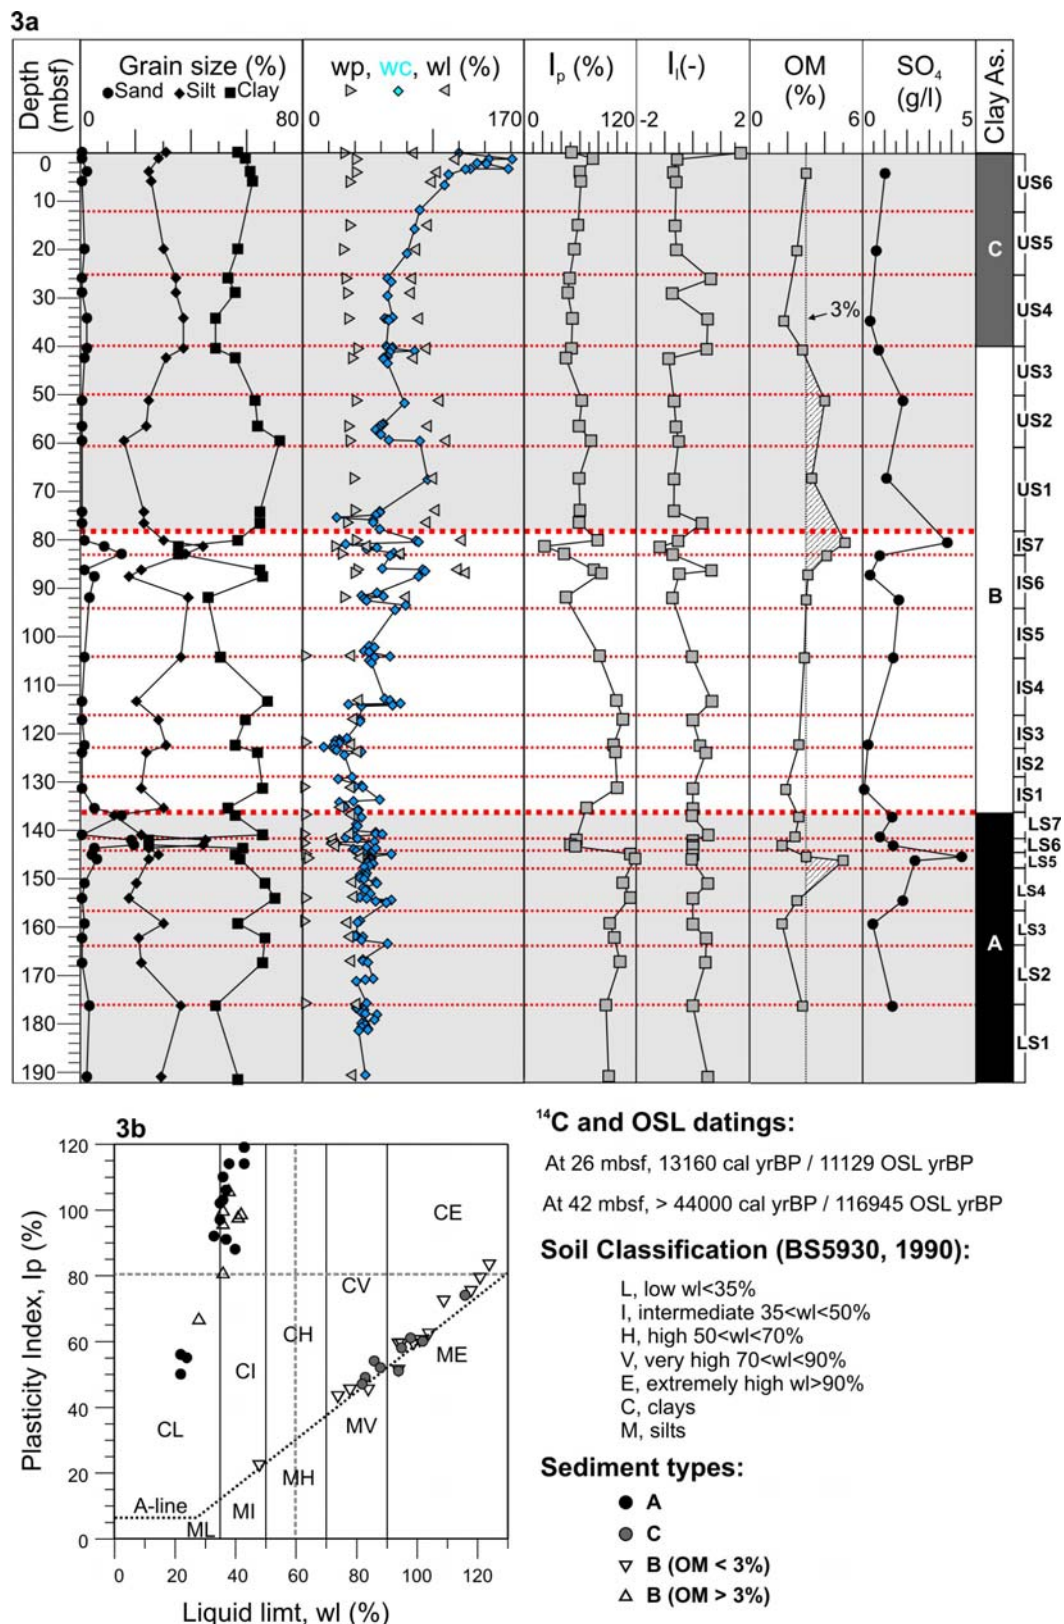 3a
Depth (mbsf)
Grain size (%)
Sand Silt Clay
0 80
wp, wc, wl (%)
0 170
Ip (%)
0 120
Il(-)
-2 2
OM (%)
0 6
SO4 (g/l)
0 5
Clay As.
0
10
20
30
40
50
60
70
80
90
100
110
120
130
140
150
160
170
180
190
3%
C
B
A
US6
US5
US4
US3
US2
US1
IS7
IS6
IS5
IS4
IS3
IS2
IS1
LS7
LS6
LS5
LS4
LS3
LS2
LS1
3b
Plasticity Index, Ip (%)
120
100
80
60
40
20
0
CE
CV
CH
ME
CI
CL
MV
MH
A-line
MI
ML
0 20 40 60 80 100 120
Liquid limt, wl (%)
14C and OSL datings:
At 26 mbsf, 13160 cal yrBP / 11129 OSL yrBP
At 42 mbsf, > 44000 cal yrBP / 116945 OSL yrBP
Soil Classification (BS5930, 1990):
L, low wl<35%
I, intermediate 35<wl<50%
H, high 50<wl<70%
V, very high 70<wl<90%
E, extremely high wl>90%
C, clays
M, silts
Sediment types:
A
C
B (OM < 3%)
B (OM > 3%)